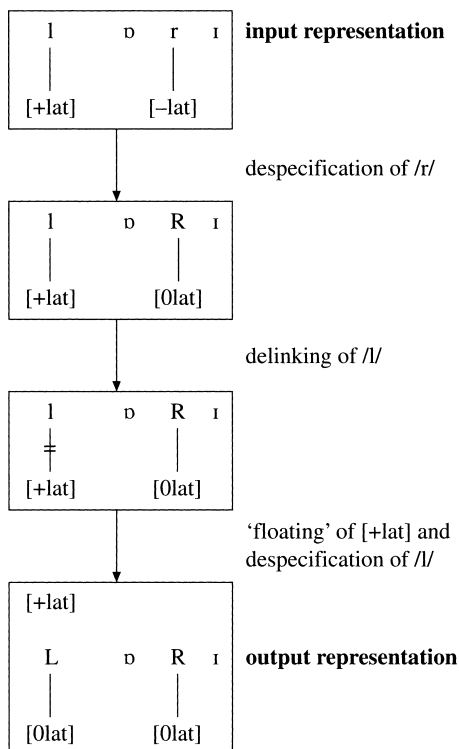 l ɒ r ɪ input representation
[+lat] [–lat]
despecification of /r/
l ɒ R ɪ
[+lat] [0lat]
delinking of /l/
l ɒ R ɪ
[+lat] [0lat]
‘floating’ of [+lat] and
despecification of /l/
[+lat]
L ɒ R ɪ output representation
[0lat] [0lat]